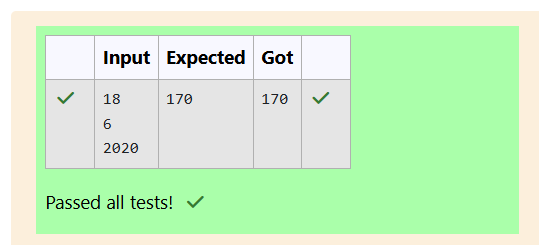 Input Expected Got
18 170 170
6
2020
Passed all tests!